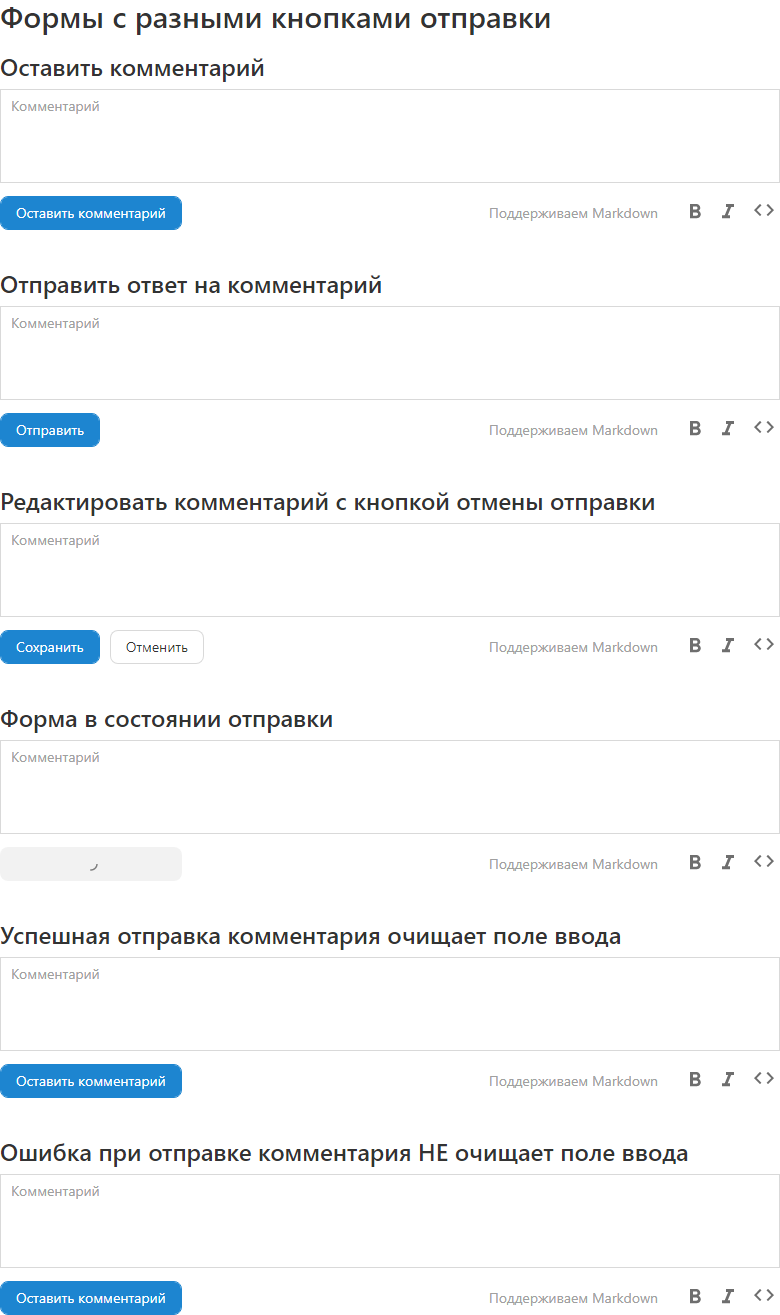 Формы с разными кнопками отправки
Оставить комментарий
Комментарий
Оставить комментарий Поддерживаем Markdown B I <>
Отправить ответ на комментарий
Комментарий
Отправить Поддерживаем Markdown B I <>
Редактировать комментарий с кнопкой отмены отправки
Комментарий
Сохранить Отменить Поддерживаем Markdown B I <>
Форма в состоянии отправки
Комментарий
Поддерживаем Markdown B I <>
Успешная отправка комментария очищает поле ввода
Комментарий
Оставить комментарий Поддерживаем Markdown B I <>
Ошибка при отправке комментария НЕ очищает поле ввода
Комментарий
Оставить комментарий Поддерживаем Markdown B I <>